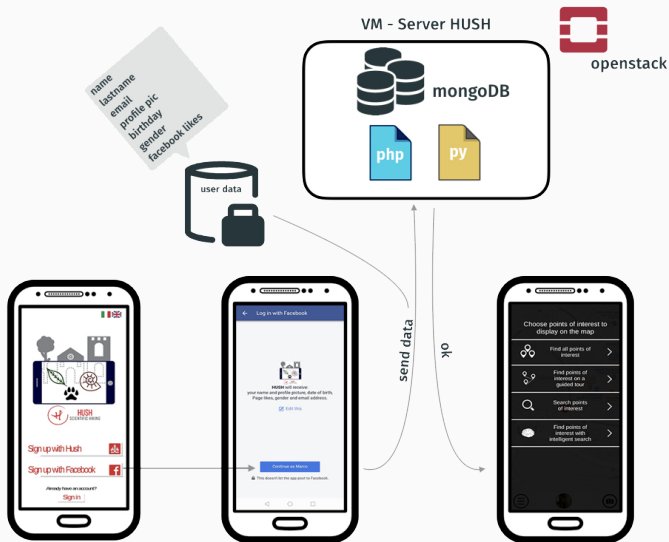 VM - Server HUSH
openstack
mongoDB
php
py
name
lastname
email
profile pic
birthday
gender
facebook likes
user data
send data
ok
HUSH
SCIENTIFIC HIKING
Sign up with Hush
Sign up with Facebook
Already have an account?
Sign in
Log in with Facebook
HUSH will receive
your name and profile picture, date of birth,
Page likes, gender and email address.
Edit this
Continue as Marco
This doesn't let the app post to Facebook.
Choose points of interest to
display on the map
Find all points of
interest
Find points of
interest on a
guided tour
Search points
of interest
Find points of
interest with
intelligent search